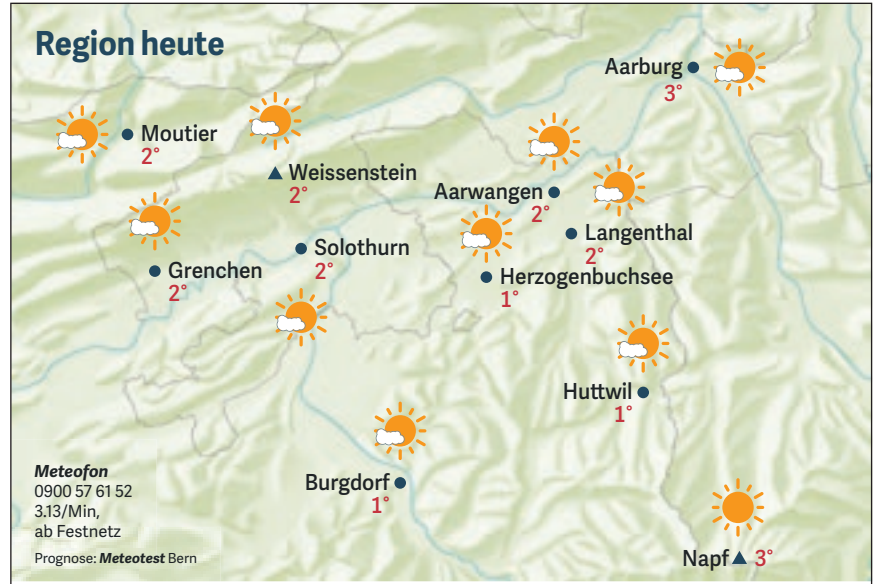 Region heute
Aarburg
3°
Moutier
2°
Weissenstein
2°
Aarwangen
2°
Langenthal
2°
Solothurn
2°
Grenchen
2°
Herzogenbuchsee
1°
Huttwil
1°
Burgdorf
1°
Napf 3°
Meteofon
0900 57 61 52
3.13/Min,
ab Festnetz
Prognose: Meteotest Bern